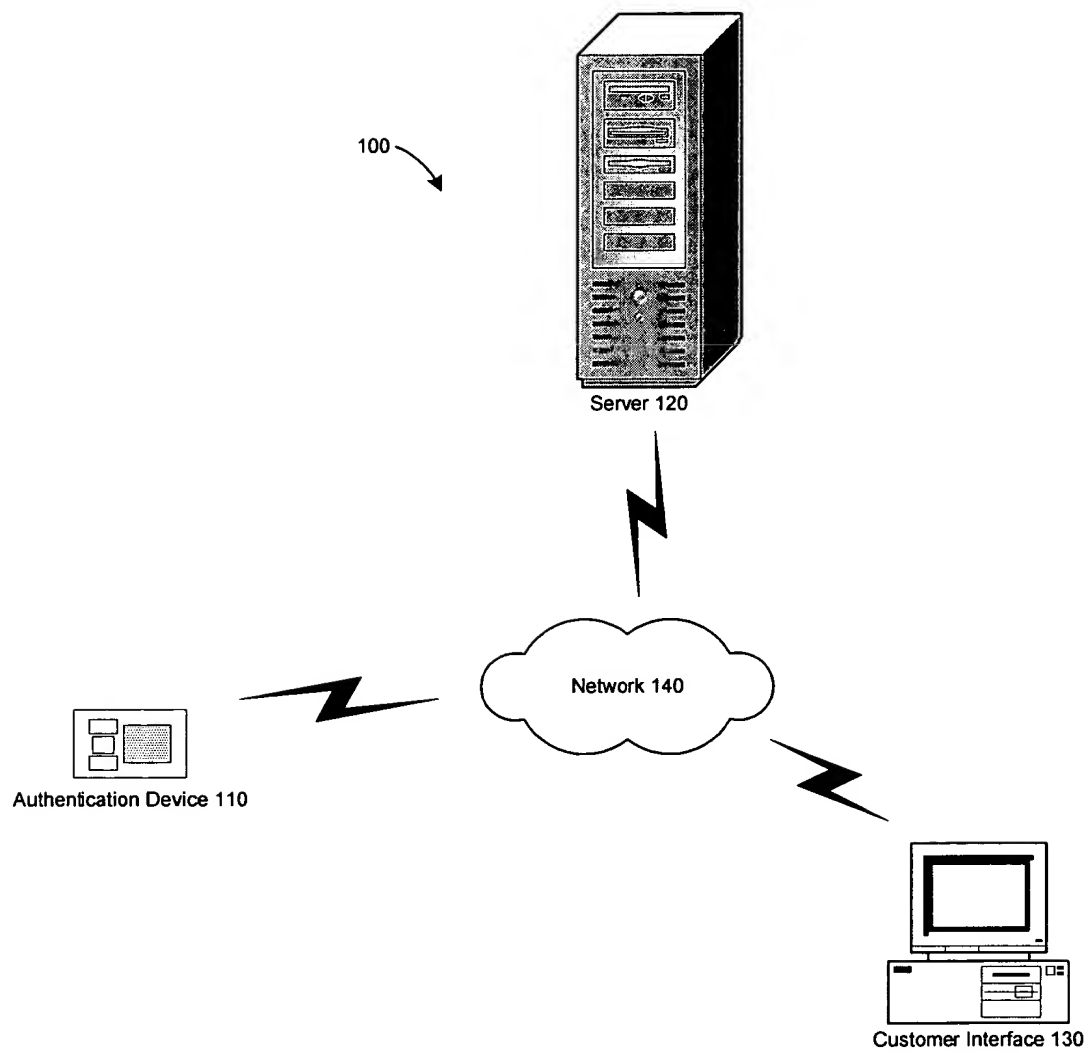 100
Server 120
Network 140
Authentication Device 110
Customer Interface 130